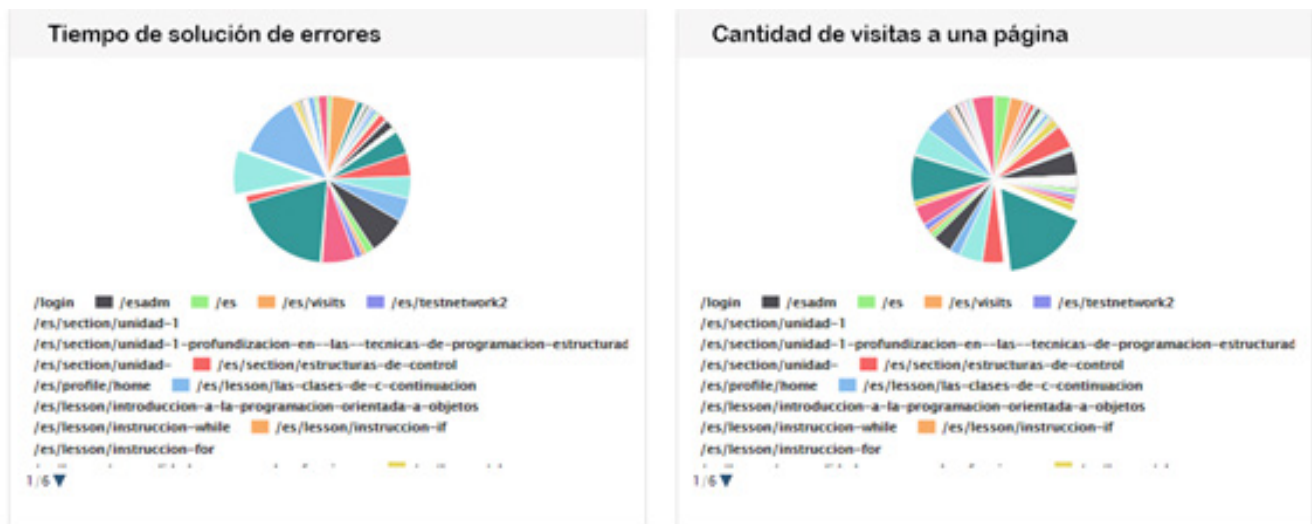 Tiempo de solución de errores
/login /esadm /es /es/visits /es/testnetwork2
/es/section/unidad-1
/es/section/unidad-1-profundizacion-en--las--tecnicas-de-programacion-estructurad
/es/section/unidad- /es/section/estructuras-de-control
/es/profile/home /es/lesson/las-clases-de-c-continuacion
/es/lesson/introduccion-a-la-programacion-orientada-a-objetos
/es/lesson/instruccion-while /es/lesson/instruccion-if
/es/lesson/instruccion-for
1/6
Cantidad de visitas a una página
/login /esadm /es /es/visits /es/testnetwork2
/es/section/unidad-1
/es/section/unidad-1-profundizacion-en--las--tecnicas-de-programacion-estructurad
/es/section/unidad- /es/section/estructuras-de-control
/es/profile/home /es/lesson/las-clases-de-c-continuacion
/es/lesson/introduccion-a-la-programacion-orientada-a-objetos
/es/lesson/instruccion-while /es/lesson/instruccion-if
/es/lesson/instruccion-for
1/6